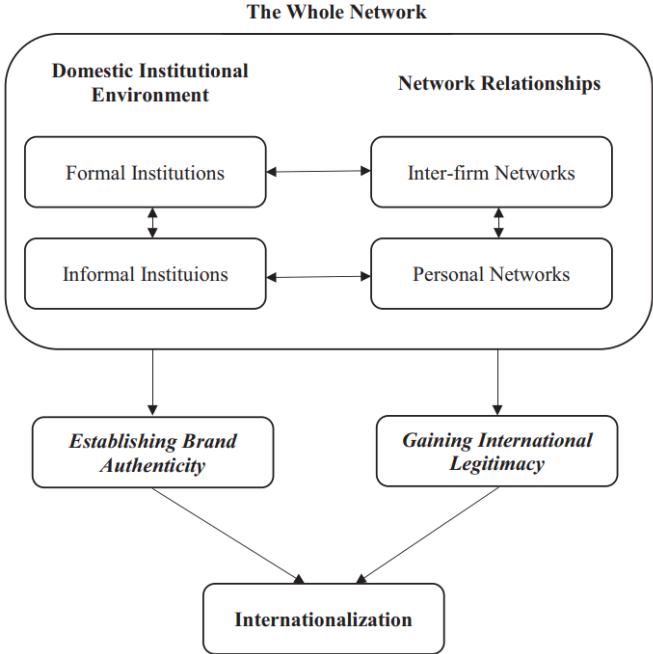 The Whole Network
Domestic Institutional
Environment
Network Relationships
Formal Institutions
Inter-firm Networks
Informal Instituions
Personal Networks
Establishing Brand
Authenticity
Gaining International
Legitimacy
Internationalization